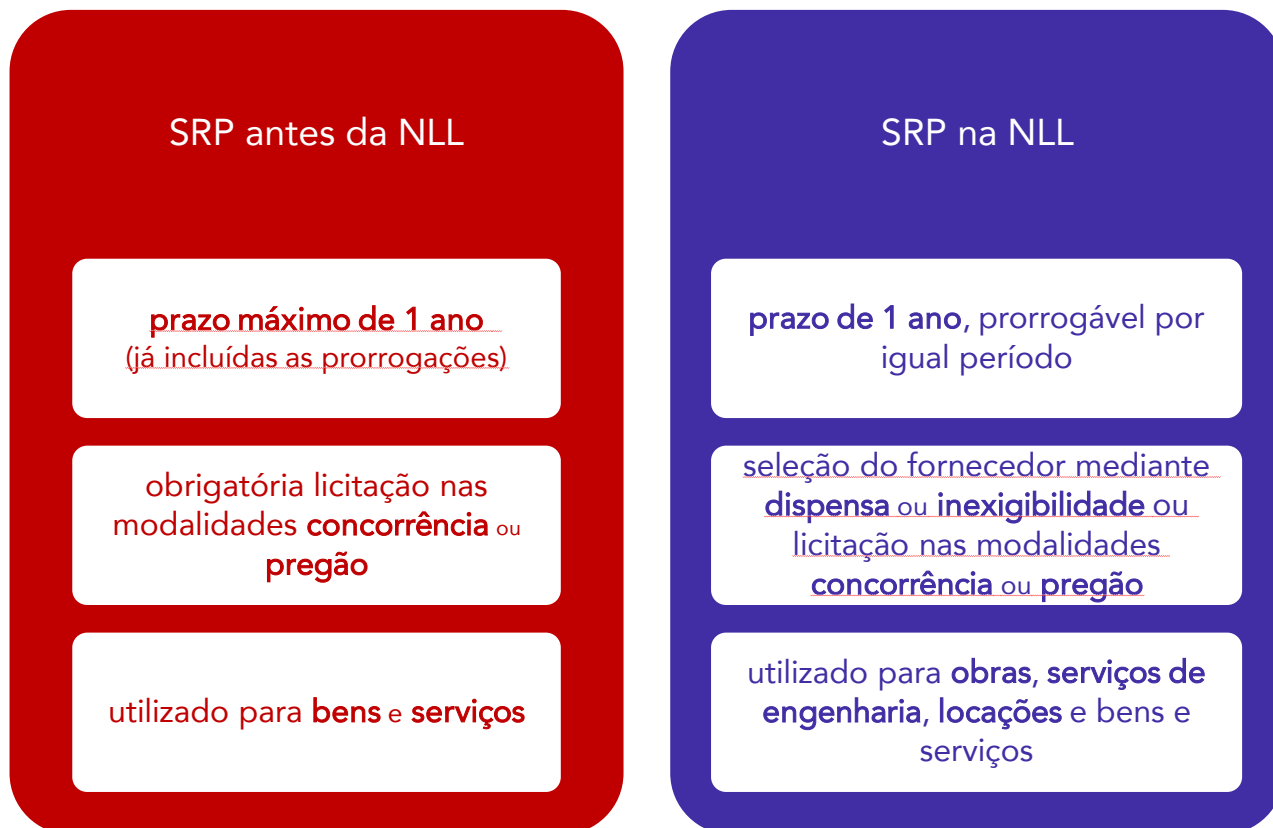 SRP antes da NLL
prazo máximo de 1 ano
(já incluídas as prorrogações)
obrigatória licitação nas
modalidades concorrência ou
pregão
utilizado para bens e serviços
SRP na NLL
prazo de 1 ano, prorrogável por
igual período
seleção do fornecedor mediante
dispensa ou inexigibilidade ou
licitação nas modalidades
concorrência ou pregão
utilizado para obras, serviços de
engenharia, locações e bens e
serviços